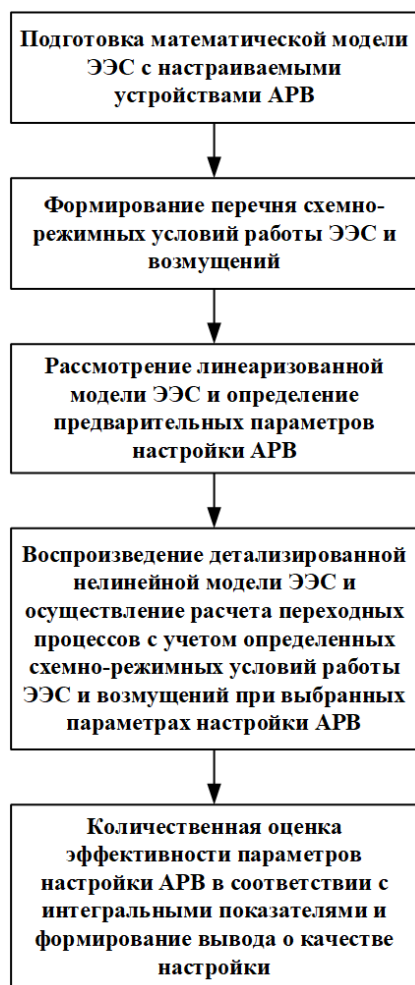 Подготовка математической модели
ЭЭС с настраиваемыми
устройствами АРВ
Формирование перечня схемно-
режимных условий работы ЭЭС и
возмущений
Рассмотрение линеаризованной
модели ЭЭС и определение
предварительных параметров
настройки АРВ
Воспроизведение детализированной
нелинейной модели ЭЭС и
осуществление расчета переходных
процессов с учетом определенных
схемно-режимных условий работы
ЭЭС и возмущений при выбранных
параметрах настройки АРВ
Количественная оценка
эффективности параметров
настройки АРВ в соответствии с
интегральными показателями и
формирование вывода о качестве
настройки